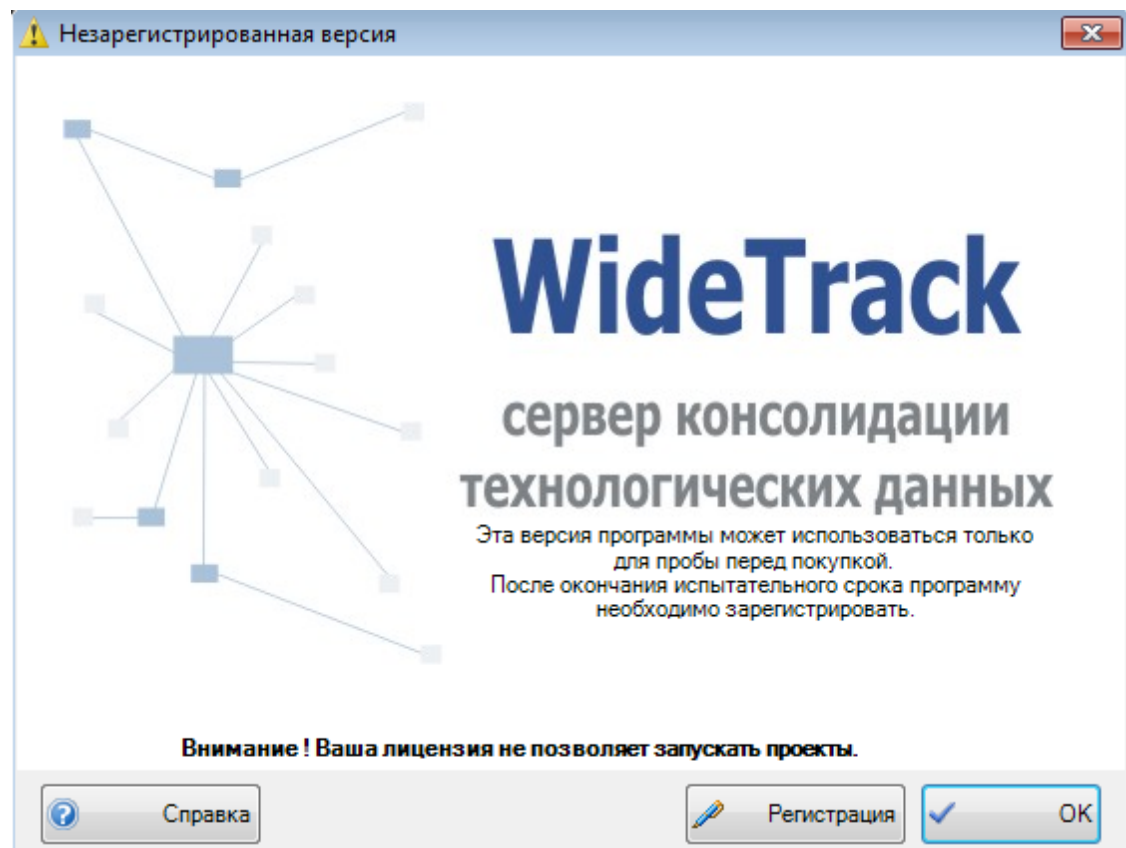 Незарегистрированная версия
WideTrack
сервер консолидации
технологических данных
Эта версия программы может использоваться только
для пробы перед покупкой.
После окончания испытательного срока программу
необходимо зарегистрировать.
Внимание ! Ваша лицензия не позволяет запускать проекты.
Справка
Регистрация
OK